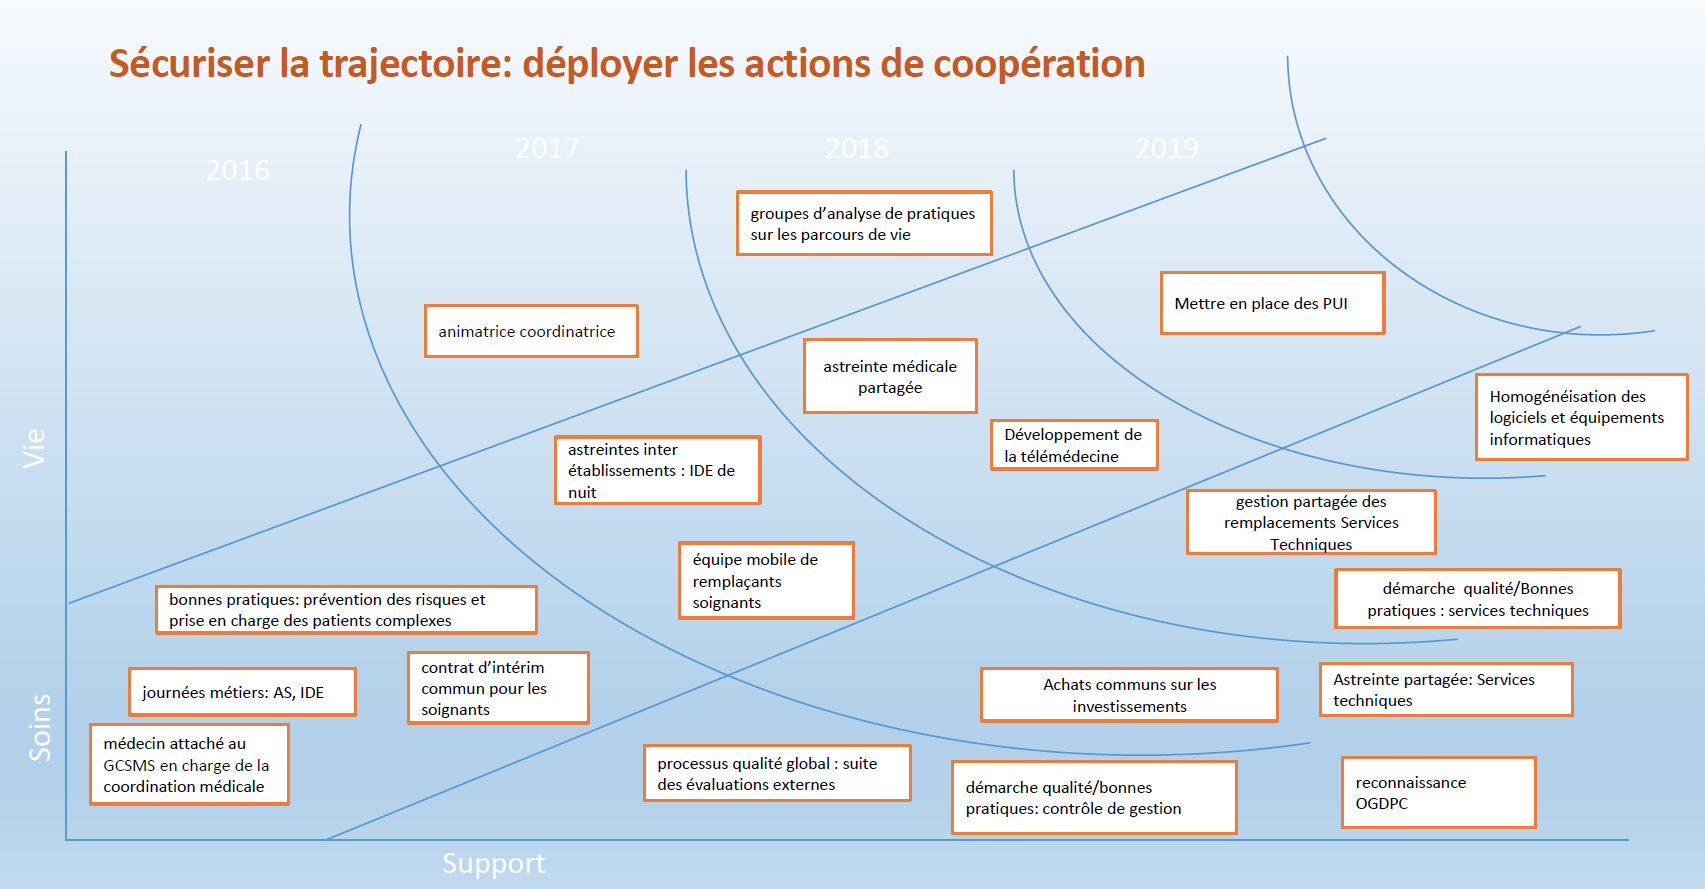 Sécuriser la trajectoire: déployer les actions de coopération
2016
2017
2018
2019
groupes d’analyse de pratiques
sur les parcours de vie
Mettre en place des PUI
animatrice coordinatrice
astreinte médicale
partagée
Homogénéisation des
logiciels et équipements
informatiques
Développement de
la télémédecine
Vie
astreintes inter
établissements : IDE de
nuit
gestion partagée des
remplacements Services
Techniques
équipe mobile de
remplaçants
soignants
démarche qualité/Bonnes
pratiques : services techniques
bonnes pratiques: prévention des risques et
prise en charge des patients complexes
contrat d’intérim
commun pour les
soignants
journées métiers: AS, IDE
Achats communs sur les
investissements
Astreinte partagée: Services
techniques
Soins
médecin attaché au
GCSMS en charge de la
coordination médicale
processus qualité global : suite
des évaluations externes
démarche qualité/bonnes
pratiques: contrôle de gestion
reconnaissance
OGDPC
Support